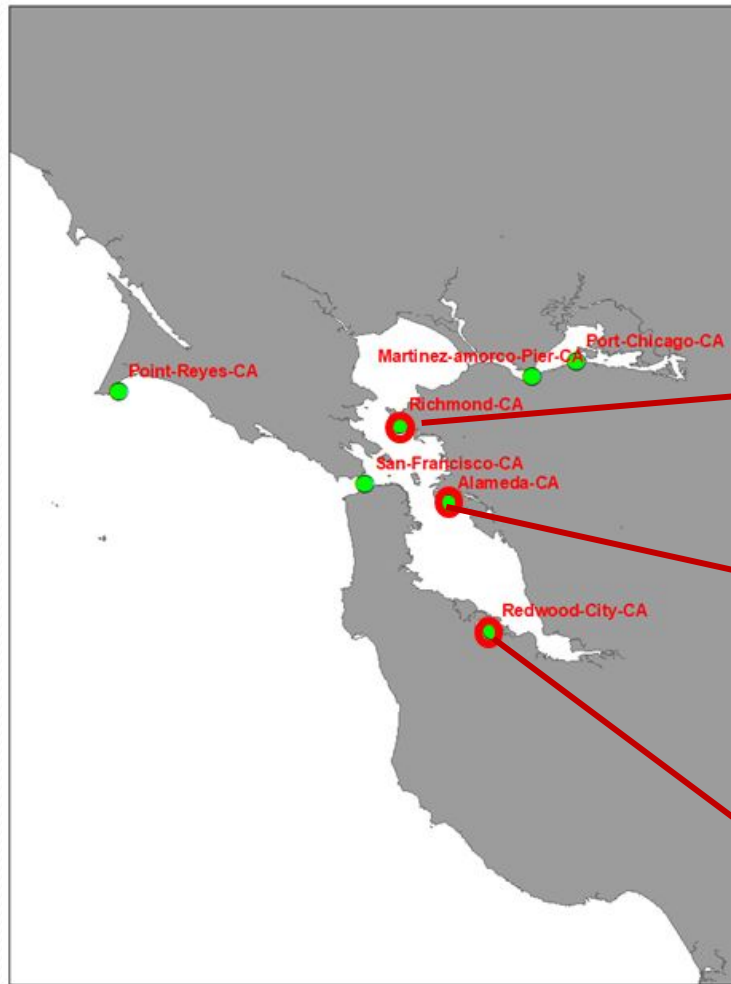 Port-Chicago-CA
Martinez-amorco-Pier-CA
Point-Reyes-CA
Richmond-CA
San-Francisco-CA
Alameda-CA
Redwood-City-CA